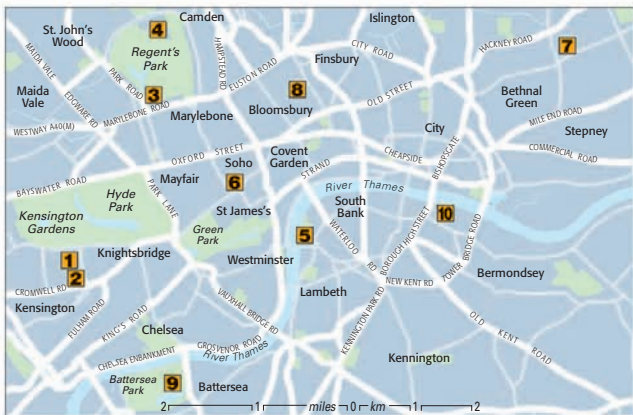 Camden
Islington
St. John's
Wood
4
Regent's
Park
MAIDA VALE
PARK ROAD
HAMPSTEAD RD
EUSTON ROAD
CITY ROAD
Finsbury
HACKNEY ROAD
7
Maida
Vale
EDGWARE RD
3
MARYLEBONE ROAD
Marylebone
8
Bloomsbury
OLD STREET
Bethnal
Green
WESTWAY A40(M)
City
MILE END ROAD
Stepney
OXFORD STREET
Covent
Garden
CHEAPSIDE
BISHOPSGATE
COMMERCIAL ROAD
BAYSWATER ROAD
Mayfair
Soho
6
STRAND
River Thames
Hyde
Park
PARK LANE
St James's
South
Bank
10
Kensington
Gardens
Green
Park
5
WATERLOO RD
BOROUGH HIGH STREET
TOWER BRIDGE ROAD
1
2
Knightsbridge
Westminster
NEW KENT RD
Bermondsey
CROMWELL RD
Kensington
Lambeth
FULHAM ROAD
KING'S ROAD
VAUXHALL BRIDGE RD
KENNINGTON PARK RD
OLD KENT ROAD
Chelsea
CHELSEA EMBANKMENT
GROSVENOR ROAD
River Thames
Kennington
Battersea
Park
9
Battersea
2 1 miles 0 km 1 2